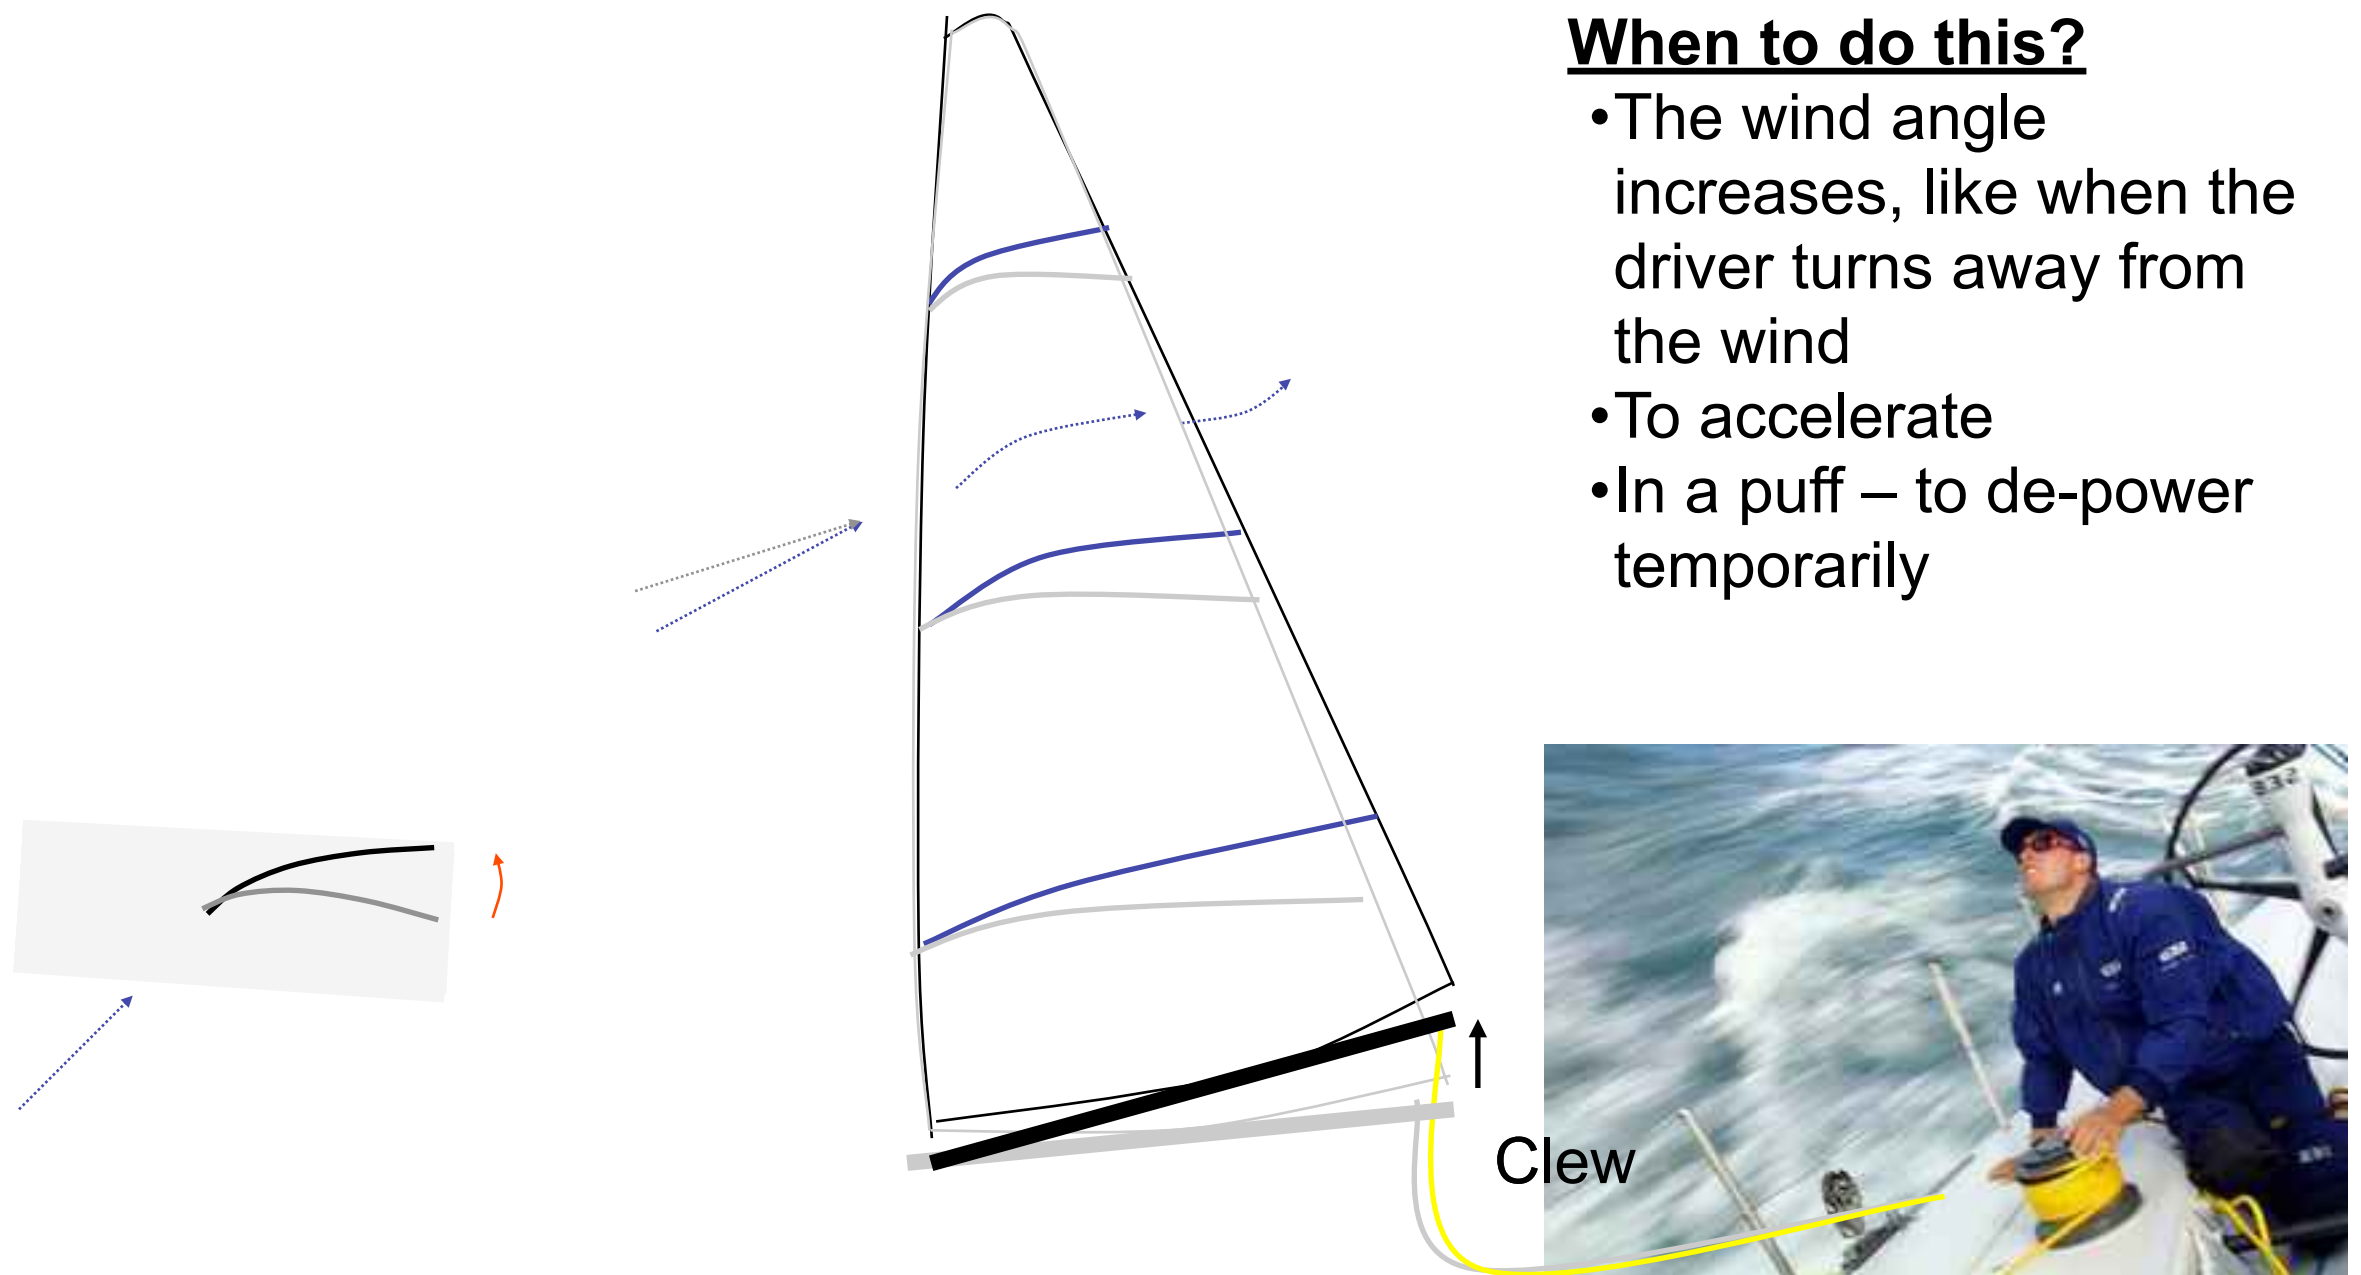 When to do this?
•The wind angle
increases, like when the
driver turns away from
the wind
•To accelerate
•In a puff – to de-power
temporarily
Clew